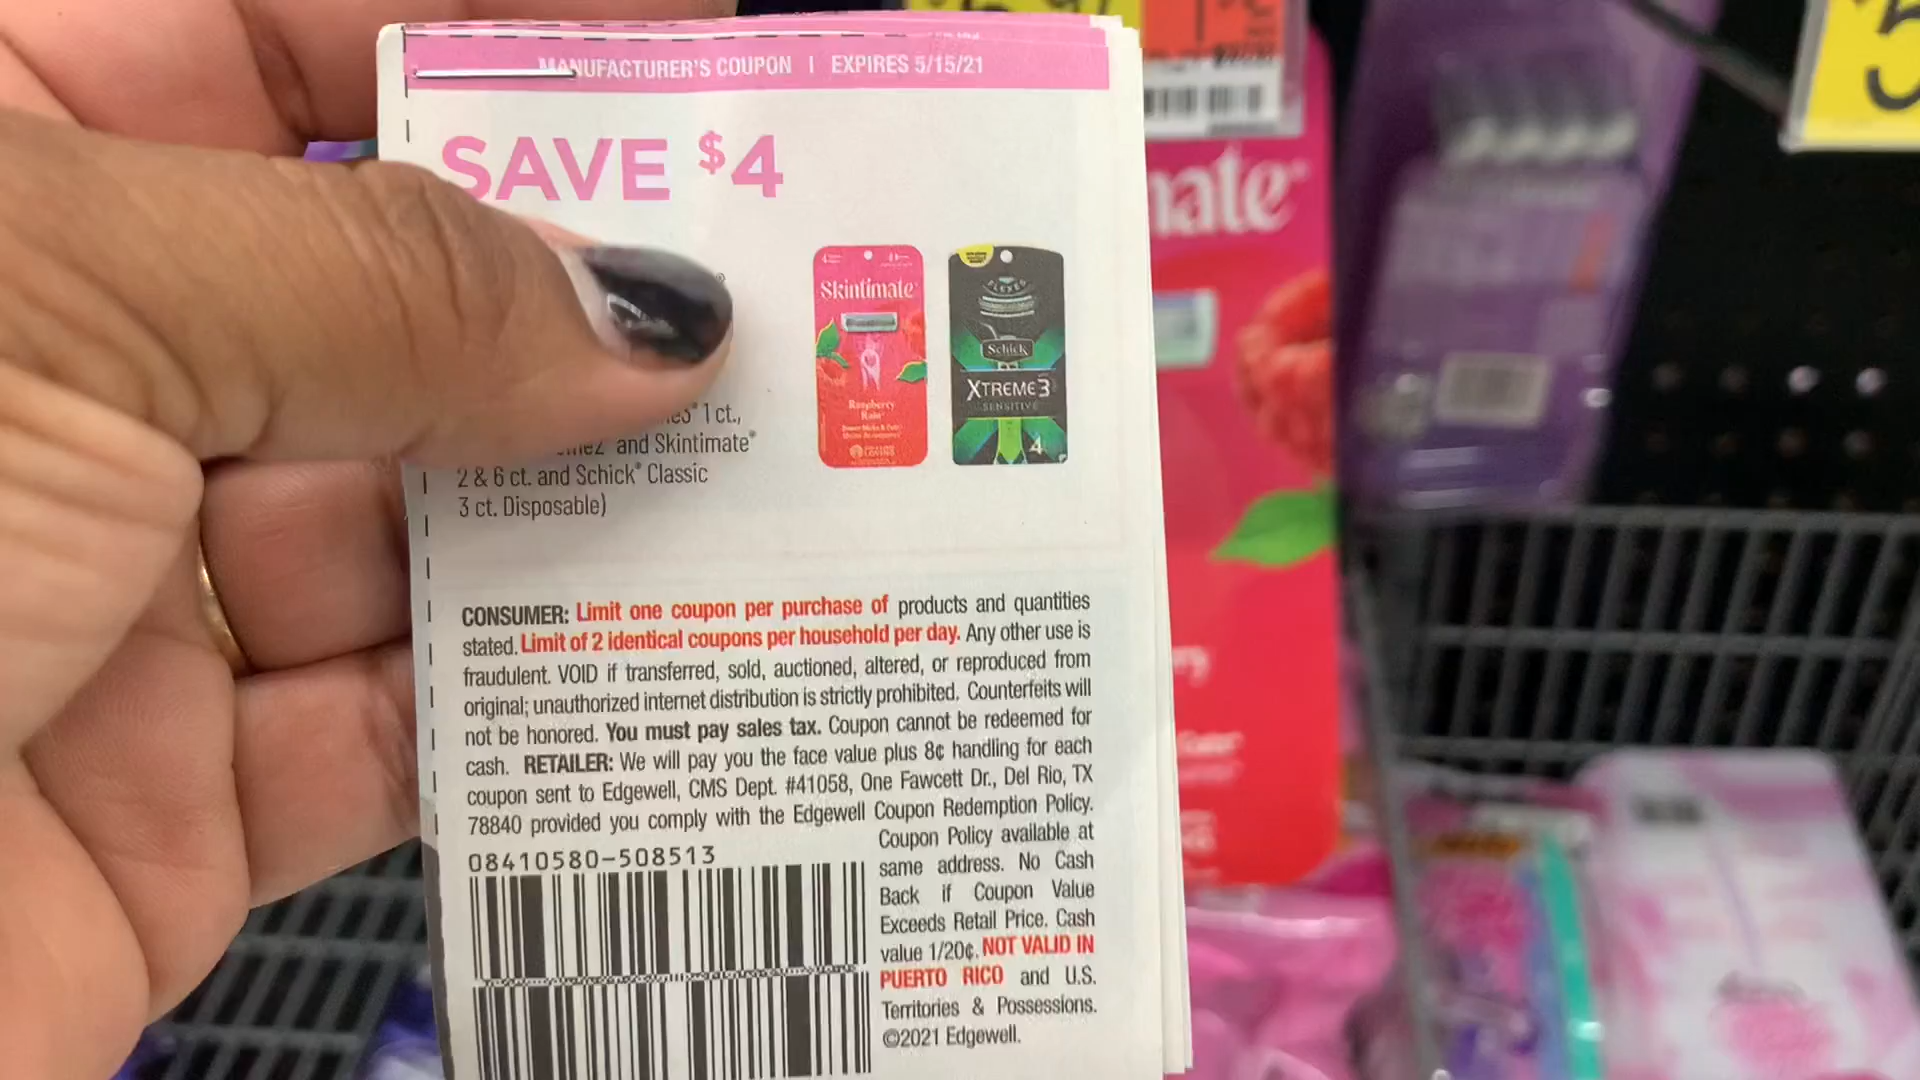 MANUFACTURER'S COUPON | EXPIRES 5/15/21
SAVE $4
1 ct.,
and Skintimate®
2 & 6 ct. and Schick® Classic
3 ct. Disposable)
Skintimate
Raspberry
Rain
Schick
XTREME3
SENSITIVE
4
CONSUMER: Limit one coupon per purchase of products and quantities
stated. Limit of 2 identical coupons per household per day. Any other use is
fraudulent. VOID if transferred, sold, auctioned, altered, or reproduced from
original; unauthorized internet distribution is strictly prohibited. Counterfeits will
not be honored. You must pay sales tax. Coupon cannot be redeemed for
cash. RETAILER: We will pay you the face value plus 8¢ handling for each
coupon sent to Edgewell, CMS Dept. #41058, One Fawcett Dr., Del Rio, TX
78840 provided you comply with the Edgewell Coupon Redemption Policy.
Coupon Policy available at
same address. No Cash
Back if Coupon Value
Exceeds Retail Price. Cash
value 1/20¢. NOT VALID IN
PUERTO RICO and U.S.
Territories & Possessions.
©2021 Edgewell.
08410580-508513
mate
5